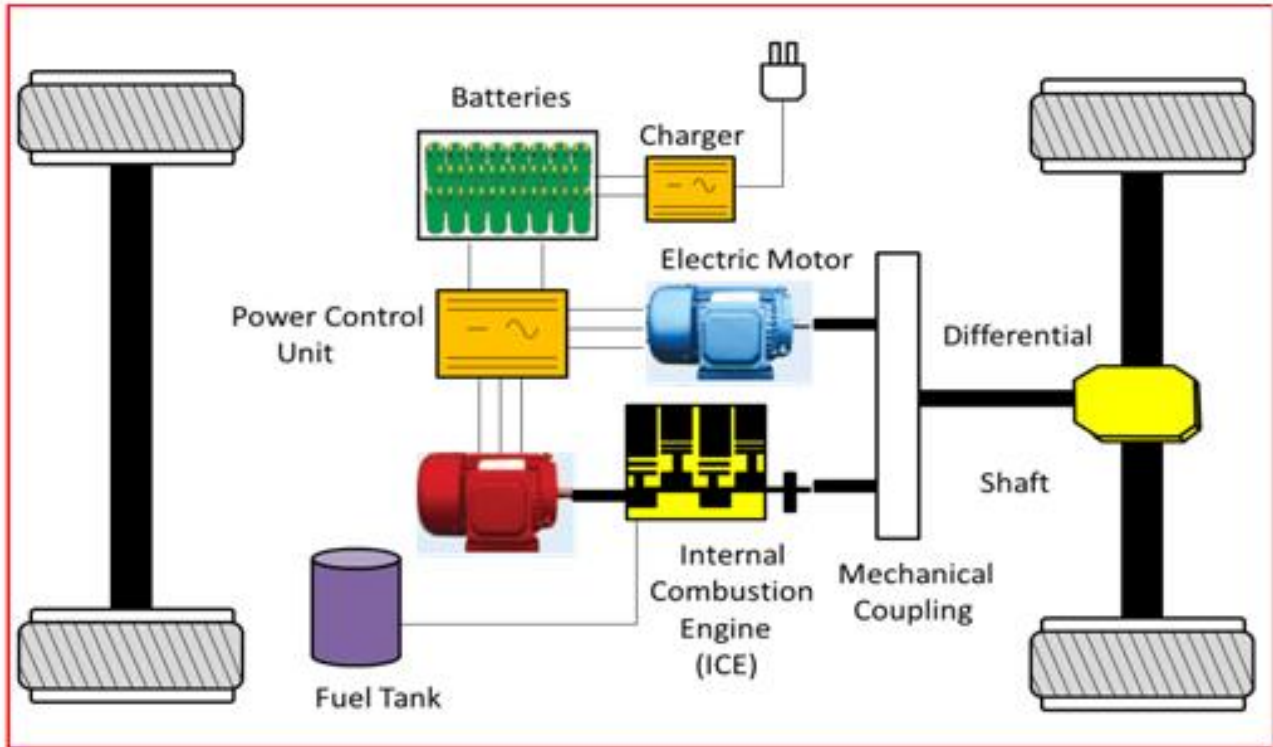 Batteries
Charger
Electric Motor
Power Control
Unit
Differential
Shaft
Internal
Combustion
Engine
(ICE)
Mechanical
Coupling
Fuel Tank